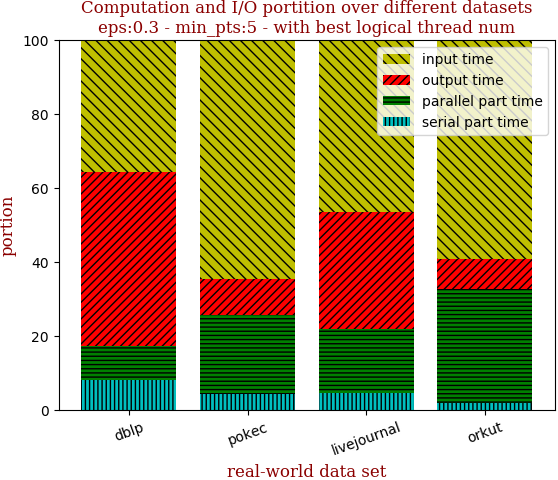 Computation and I/O portition over different datasets
eps:0.3 - min_pts:5 - with best logical thread num
100
80
60
40
20
0
portion
input time
output time
parallel part time
serial part time
dblp
pokec
livejournal
orkut
real-world data set